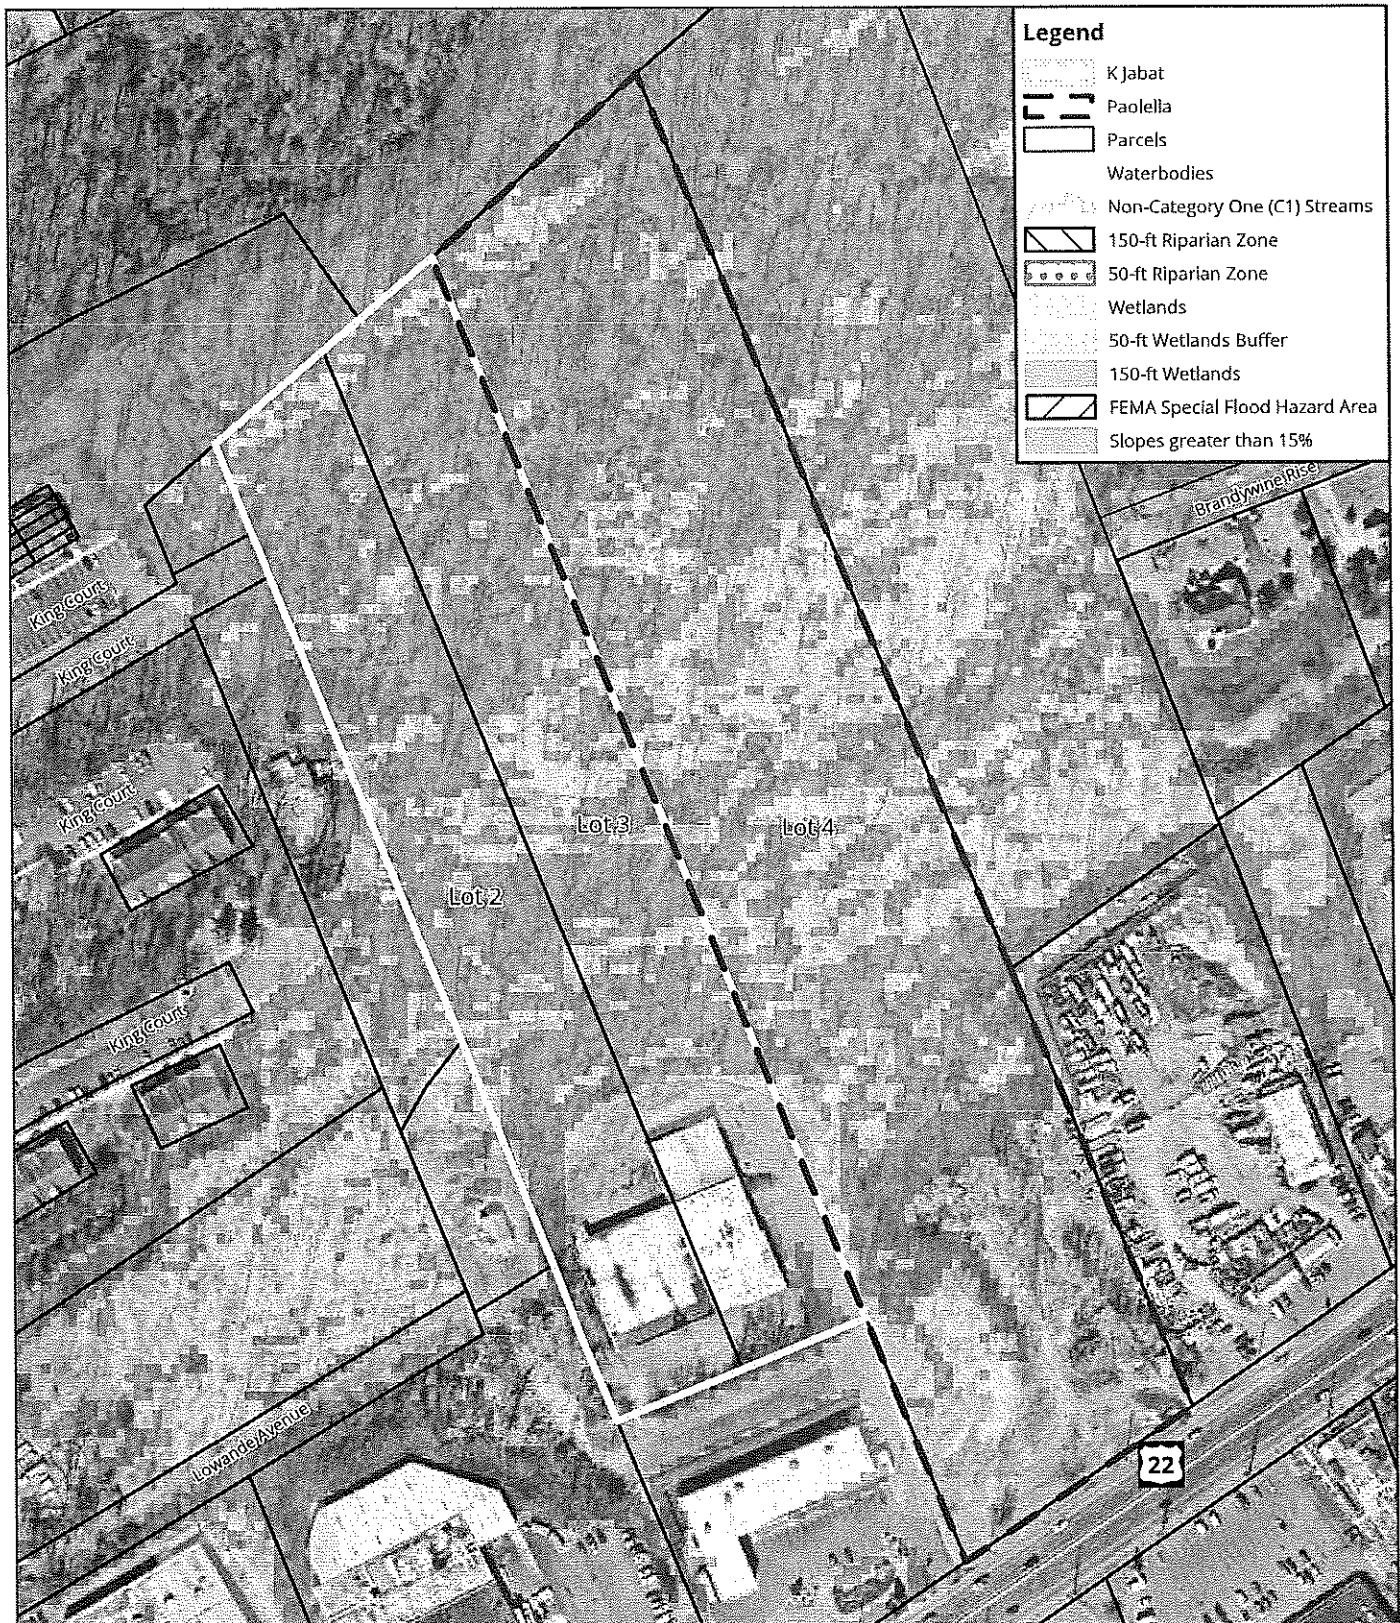 Legend
K Jabat
Paolella
Parcels
Waterbodies
Non-Category One (C1) Streams
150-ft Riparian Zone
50-ft Riparian Zone
Wetlands
50-ft Wetlands Buffer
150-ft Wetlands
FEMA Special Flood Hazard Area
Slopes greater than 15%
Brandywine Rise
King Court
King Court
King Court
Lot 3
Lot 4
Lot 2
King Court
Lowande Avenue
22